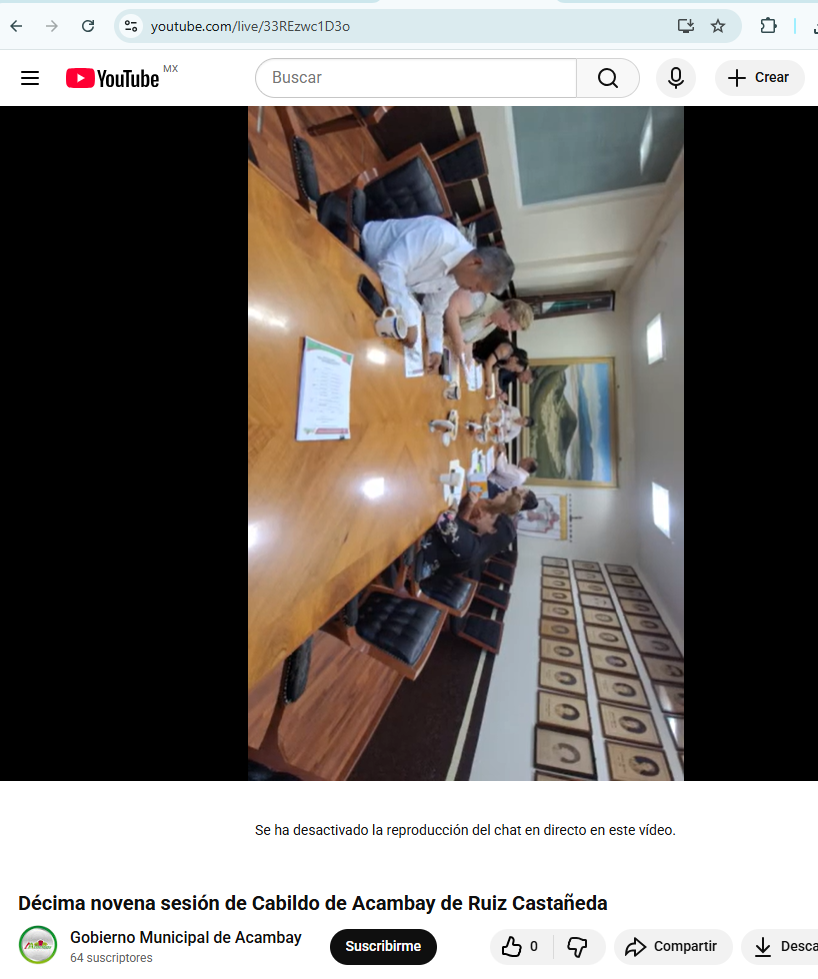 youtube.com/live/33REzwc1D3o
YouTube MX
Buscar
Crear
Se ha desactivado la reproducción del chat en directo en este vídeo.
Décima novena sesión de Cabildo de Acambay de Ruiz Castañeda
Gobierno Municipal de Acambay
64 suscriptores
Suscribirme
0
Compartir
Desca